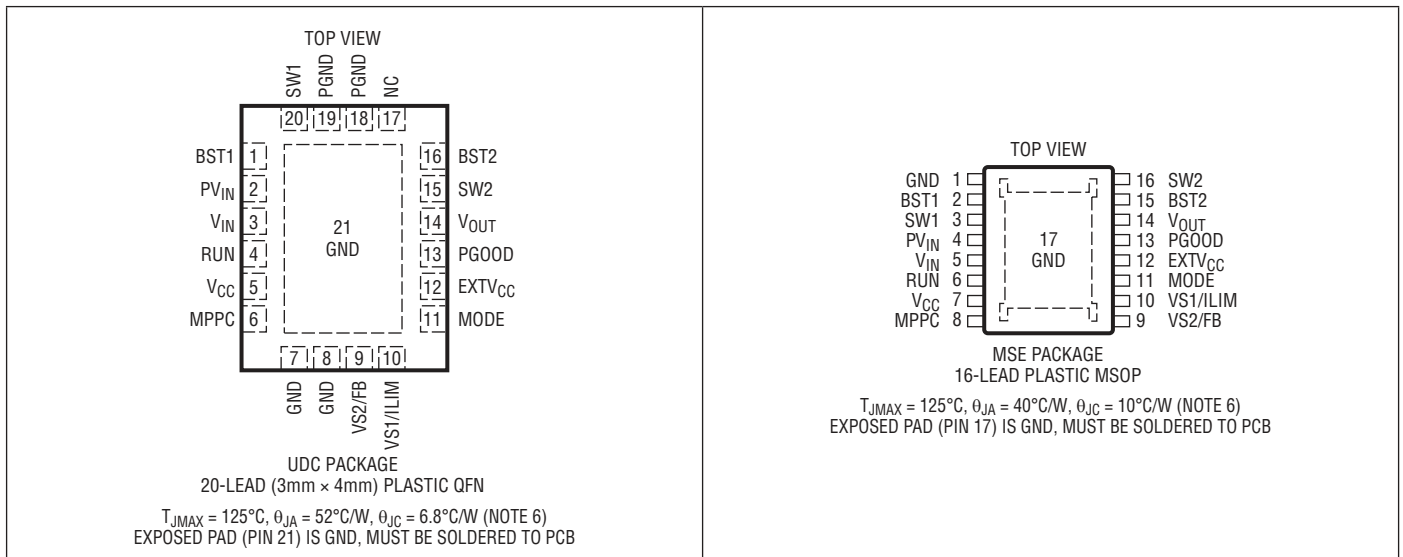 TOP VIEW
SW1 PGND PGND NC
20 19 18 17
BST1 1 16 BST2
PVIN 2 15 SW2
VIN 3 14 VOUT
21
GND
RUN 4 13 PGOOD
VCC 5 12 EXTVCC
MPPC 6 11 MODE
7 8 9 10
GND GND VS2/FB VS1/ILIM
UDC PACKAGE
20-LEAD (3mm × 4mm) PLASTIC QFN
TJMAX = 125°C, θJA = 52°C/W, θJC = 6.8°C/W (NOTE 6)
EXPOSED PAD (PIN 21) IS GND, MUST BE SOLDERED TO PCB
TOP VIEW
GND 1 16 SW2
BST1 2 15 BST2
SW1 3 14 VOUT
PVIN 4 17 13 PGOOD
VIN 5 GND 12 EXTVCC
RUN 6 11 MODE
VCC 7 10 VS1/ILIM
MPPC 8 9 VS2/FB
MSE PACKAGE
16-LEAD PLASTIC MSOP
TJMAX = 125°C, θJA = 40°C/W, θJC = 10°C/W (NOTE 6)
EXPOSED PAD (PIN 17) IS GND, MUST BE SOLDERED TO PCB